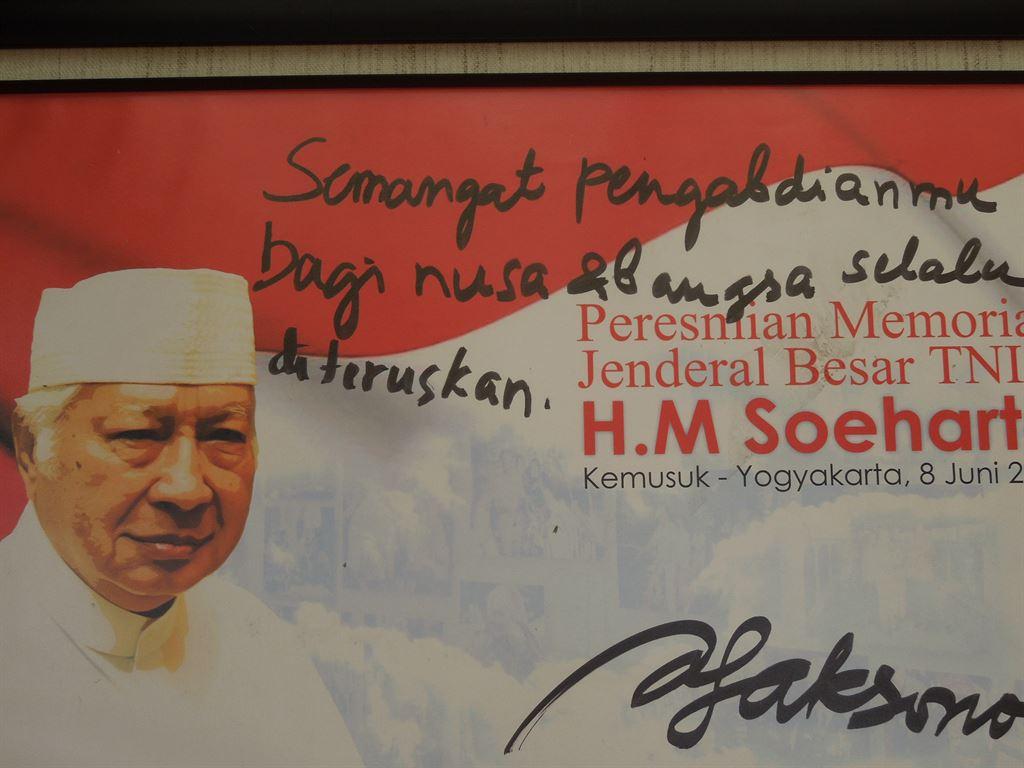 Semangat pengabdianmu
bagi nusa & bangsa selalu
diteruskan.
Peresmian Memoria
Jenderal Besar TNI
H.M Soehart
Kemusuk - Yogyakarta, 8 Juni 2